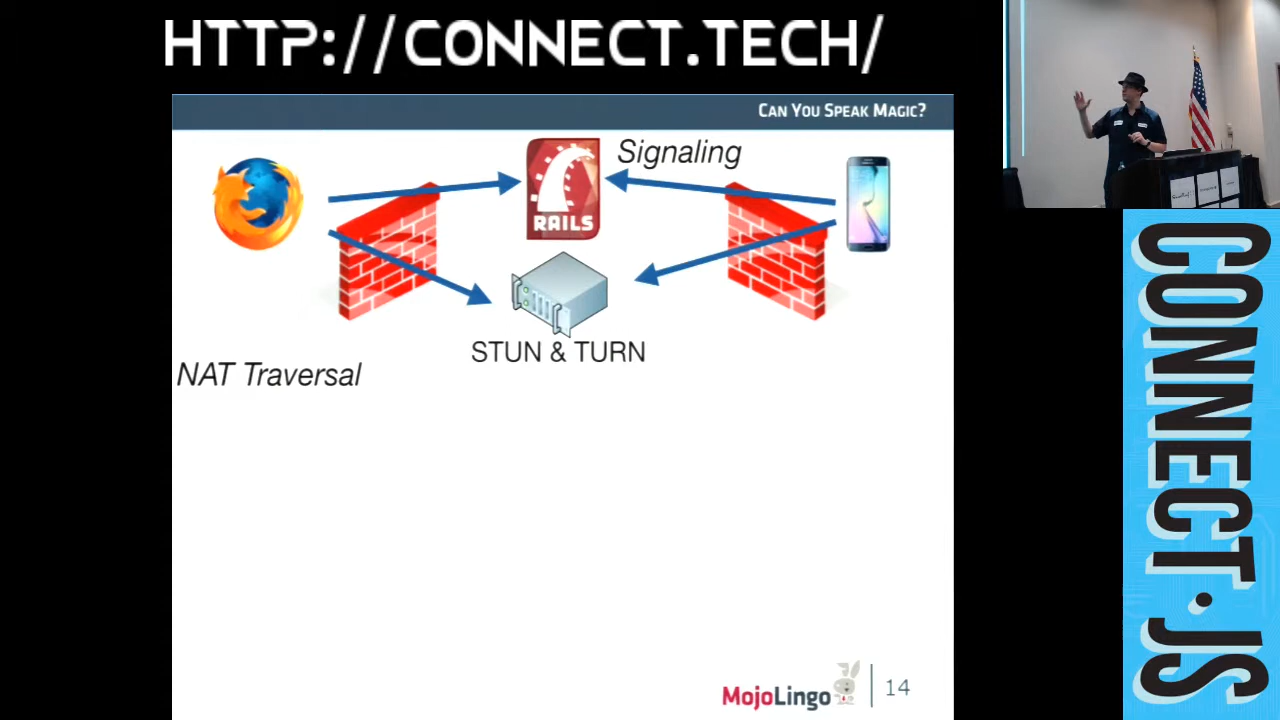 HTTP://CONNECT.TECH/
CAN YOU SPEAK MAGIC?
Signaling
RAILS
STUN & TURN
NAT Traversal
MojoLingo
14
CONNECT.JS